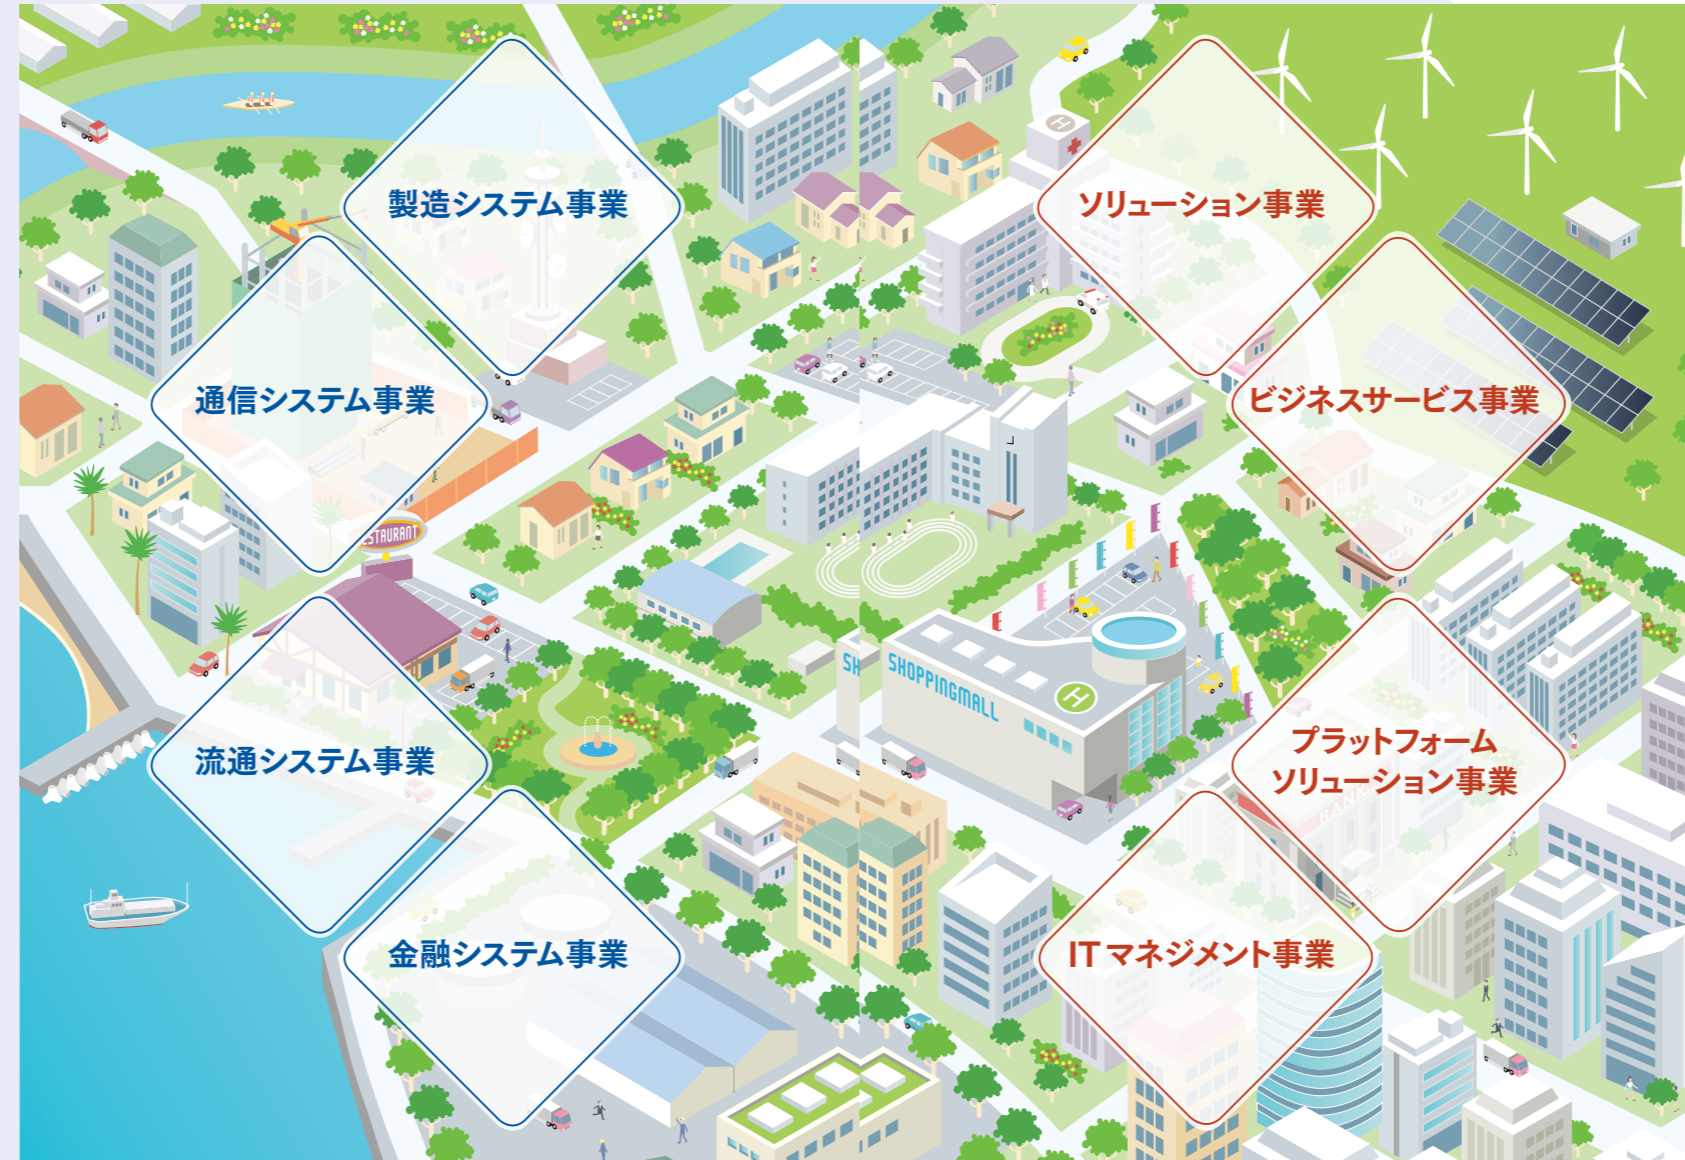 製造システム事業
ソリューション事業
通信システム事業
ビジネスサービス事業
STAURANT
SH
SHOPPINGMALL
H
H
流通システム事業
プラットフォーム
ソリューション事業
BANK
金融システム事業
ITマネジメント事業